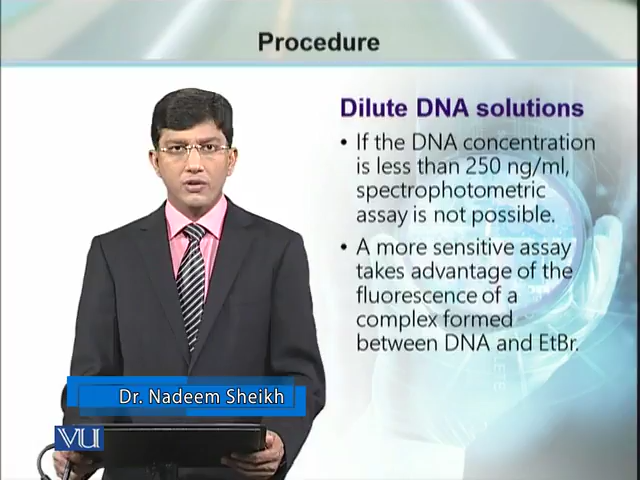 Procedure
Dilute DNA solutions
• If the DNA concentration
is less than 250 ng/ml,
spectrophotometric
assay is not possible.
• A more sensitive assay
takes advantage of the
fluorescence of a
complex formed
between DNA and EtBr.
Dr. Nadeem Sheikh
VU